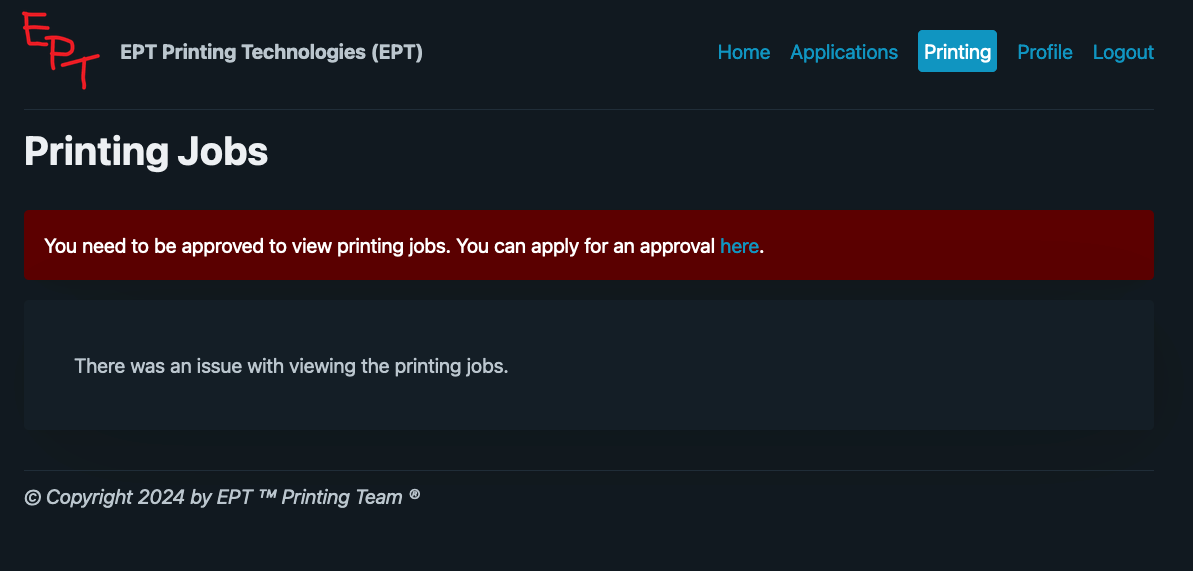 EPT
EPT Printing Technologies (EPT)
Home Applications Printing Profile Logout
Printing Jobs
You need to be approved to view printing jobs. You can apply for an approval here.
There was an issue with viewing the printing jobs.
© Copyright 2024 by EPT ™ Printing Team ®